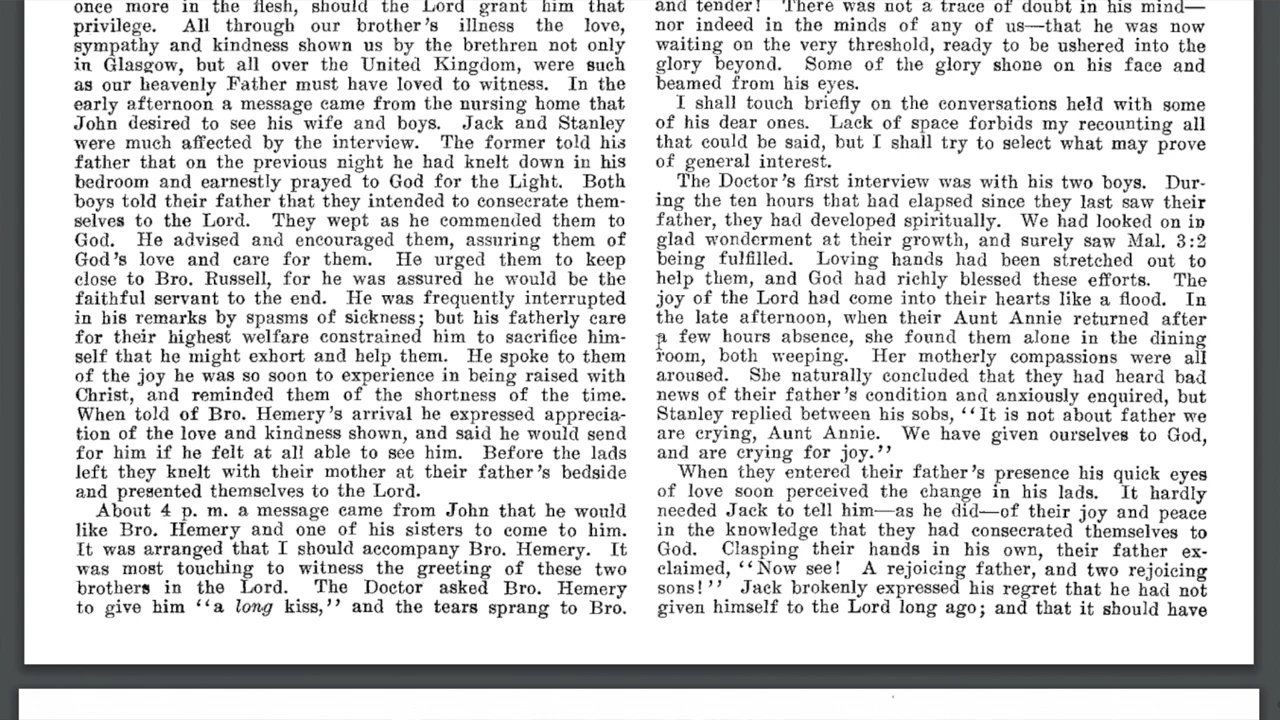 once more in the flesh, should the Lord grant him that
privilege. All through our brother's illness the love,
sympathy and kindness shown us by the brethren not only
in Glasgow, but all over the United Kingdom, were such
as our heavenly Father must have loved to witness. In the
early afternoon a message came from the nursing home that
John desired to see his wife and boys. Jack and Stanley
were much affected by the interview. The former told his
father that on the previous night he had knelt down in his
bedroom and earnestly prayed to God for the Light. Both
boys told their father that they intended to consecrate them-
selves to the Lord. They wept as he commended them to
God. He advised and encouraged them, assuring them of
God's love and care for them. He urged them to keep
close to Bro. Russell, for he was assured he would be the
faithful servant to the end. He was frequently interrupted
in his remarks by spasms of sickness; but his fatherly care
for their highest welfare constrained him to sacrifice him-
self that he might exhort and help them. He spoke to them
of the joy he was so soon to experience in being raised with
Christ, and reminded them of the shortness of the time.
When told of Bro. Hemery's arrival he expressed apprecia-
tion of the love and kindness shown, and said he would send
for him if he felt at all able to see him. Before the lads
left they knelt with their mother at their father's bedside
and presented themselves to the Lord.
About 4 p. m. a message came from John that he would
like Bro. Hemery and one of his sisters to come to him.
It was arranged that I should accompany Bro. Hemery. It
was most touching to witness the greeting of these two
brothers in the Lord. The Doctor asked Bro. Hemery
to give him "a long kiss," and the tears sprang to Bro.
and tender! There was not a trace of doubt in his mind—
nor indeed in the minds of any of us—that he was now
waiting on the very threshold, ready to be ushered into the
glory beyond. Some of the glory shone on his face and
beamed from his eyes.
I shall touch briefly on the conversations held with some
of his dear ones. Lack of space forbids my recounting all
that could be said, but I shall try to select what may prove
of general interest.
The Doctor's first interview was with his two boys. Dur-
ing the ten hours that had elapsed since they last saw their
father, they had developed spiritually. We had looked on in
glad wonderment at their growth, and surely saw Mal. 3:2
being fulfilled. Loving hands had been stretched out to
help them, and God had richly blessed these efforts. The
joy of the Lord had come into their hearts like a flood. In
the late afternoon, when their Aunt Annie returned after
a few hours absence, she found them alone in the dining
room, both weeping. Her motherly compassions were all
aroused. She naturally concluded that they had heard bad
news of their father's condition and anxiously enquired, but
Stanley replied between his sobs, "It is not about father we
are crying, Aunt Annie. We have given ourselves to God,
and are crying for joy."
When they entered their father's presence his quick eyes
of love soon perceived the change in his lads. It hardly
needed Jack to tell him—as he did—of their joy and peace
in the knowledge that they had consecrated themselves to
God. Clasping their hands in his own, their father ex-
claimed, "Now see! A rejoicing father, and two rejoicing
sons!" Jack brokenly expressed his regret that he had not
given himself to the Lord long ago; and that it should have